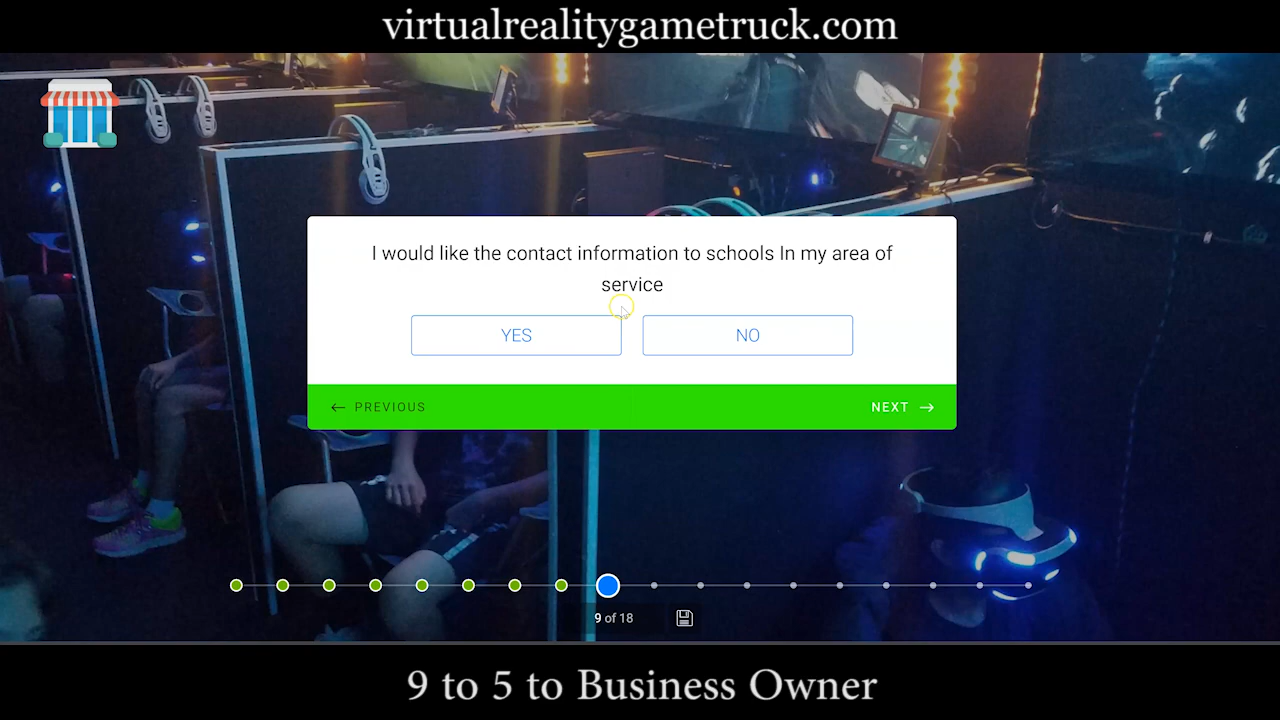 virtualrealitygametruck.com
I would like the contact information to schools In my area of
service
YES
NO
← PREVIOUS
NEXT →
9 of 18
9 to 5 to Business Owner